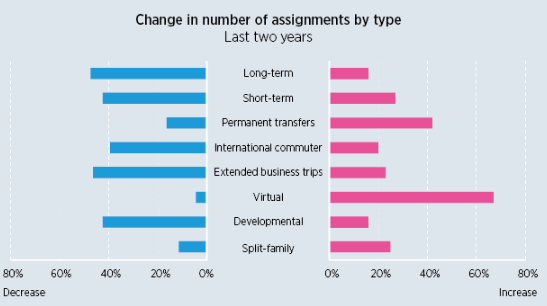 Change in number of assignments by type
Last two years
Long-term
Short-term
Permanent transfers
International commuter
Extended business trips
Virtual
Developmental
Split-family
80% 60% 40% 20% 0% 0% 20% 40% 60% 80%
Decrease Increase